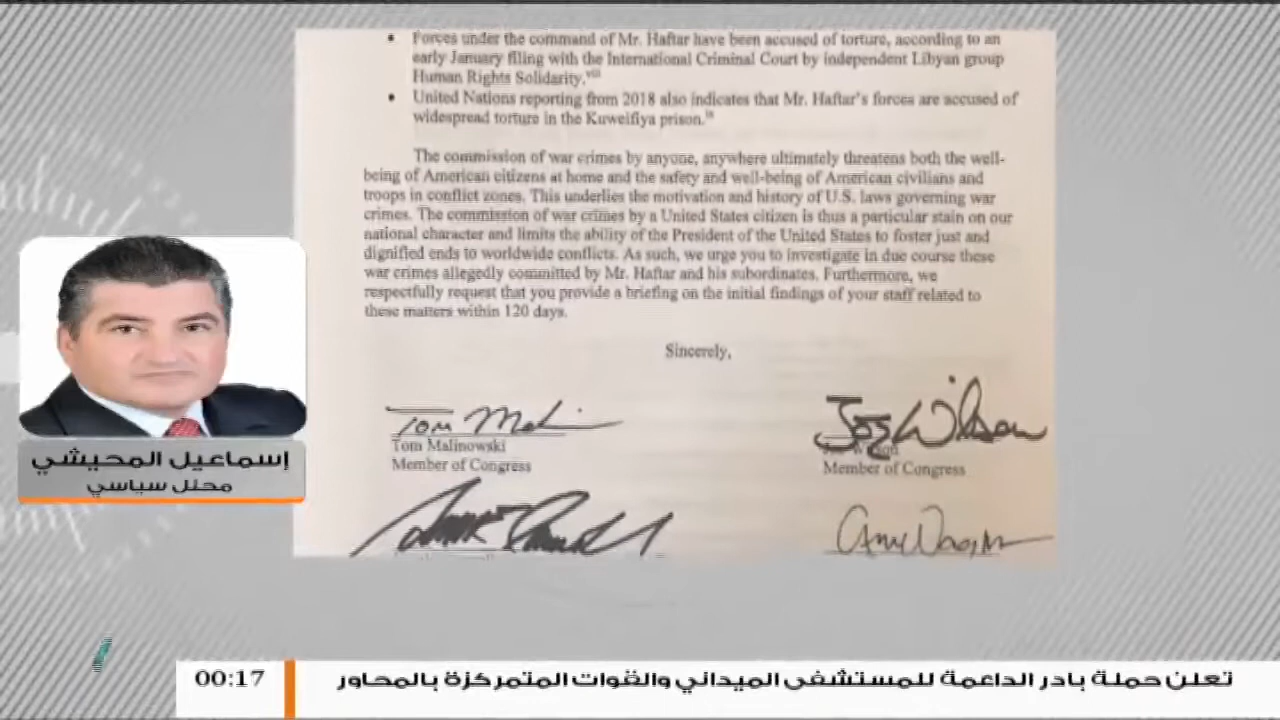 • Forces under the command of Mr. Haftar have been accused of torture, according to an
early January filing with the International Criminal Court by independent Libyan group
Human Rights Solidarity.
• United Nations reporting from 2018 also indicates that Mr. Haftar's forces are accused of
widespread torture in the Kuweifiya prison.
The commission of war crimes by anyone, anywhere ultimately threatens both the well-
being of American citizens at home and the safety and well-being of American civilians and
troops in conflict zones. This underlies the motivation and history of U.S. laws governing war
crimes. The commission of war crimes by a United States citizen is thus a particular stain on our
national character and limits the ability of the President of the United States to foster just and
dignified ends to worldwide conflicts. As such, we urge you to investigate in due course these
war crimes allegedly committed by Mr. Haftar and his subordinates. Furthermore, we
respectfully request that you provide a briefing on the initial findings of your staff related to
these matters within 120 days.
Sincerely,
Tom Malinowski
Member of Congress
Joe Wilson
Member of Congress
إسماعيل المحيشي
محلل سياسي
00:17
تعلن حملة بادر الداعمة للمستشفى الميداني والقوات المتمركزة بالمحاور